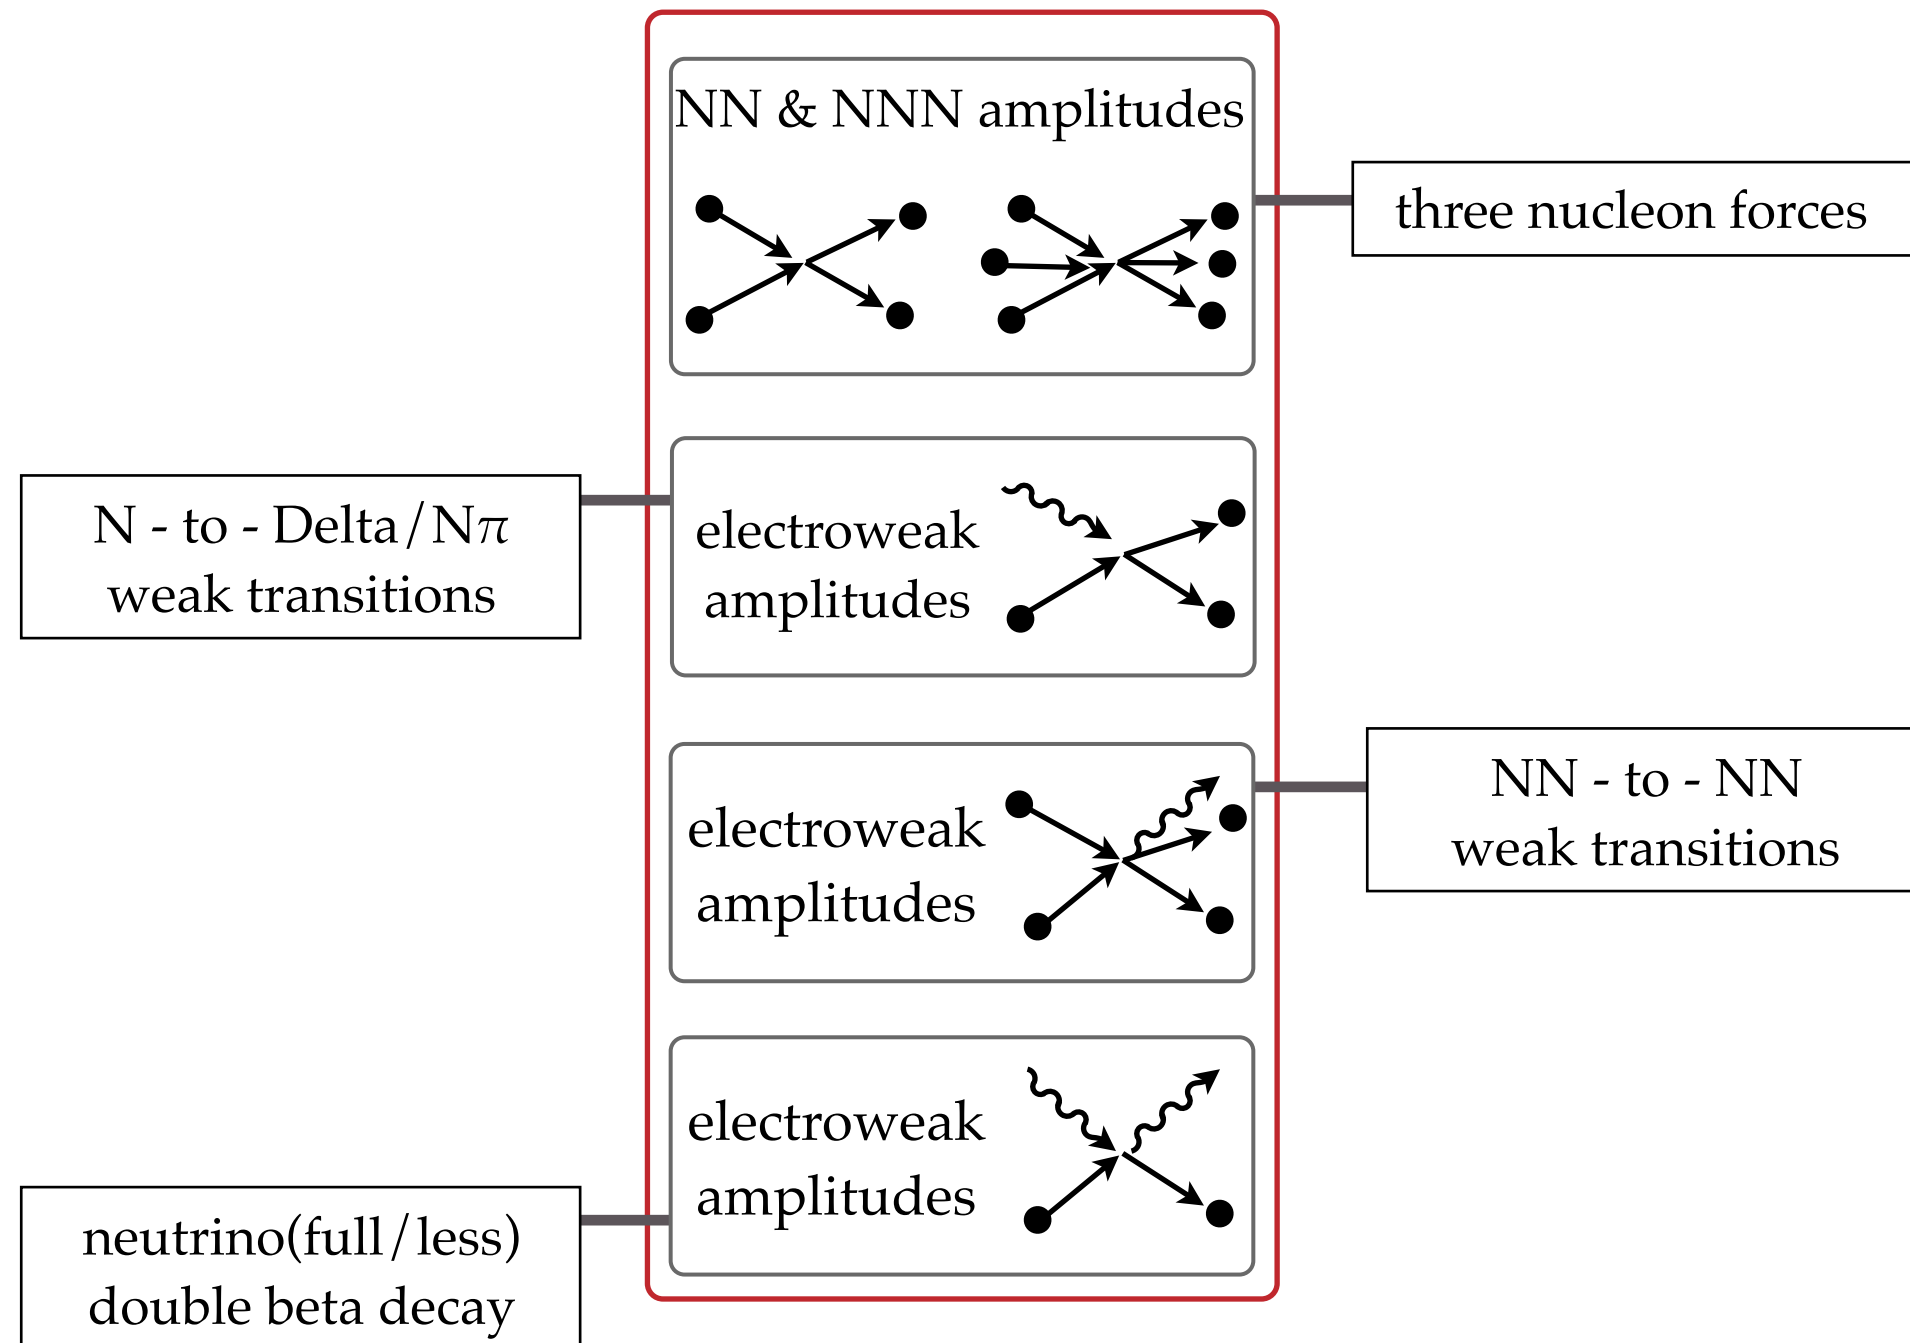 NN & NNN amplitudes
three nucleon forces
N - to - Delta/Nπ
weak transitions
electroweak
amplitudes
electroweak
amplitudes
NN - to - NN
weak transitions
electroweak
amplitudes
neutrino(full/less)
double beta decay